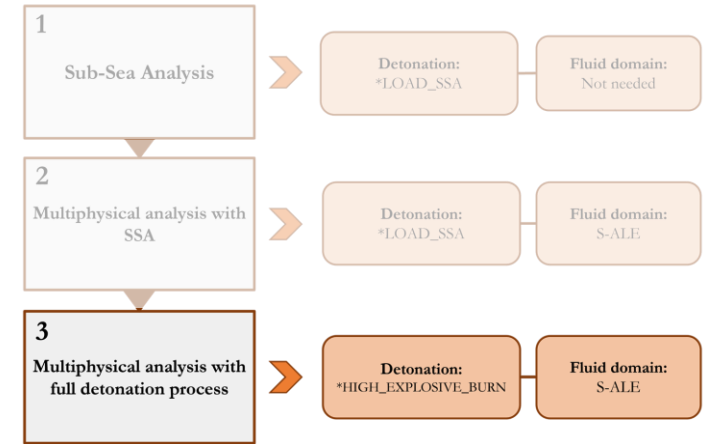 1
Sub-Sea Analysis
Detonation:
*LOAD_SSA
Fluid domain:
Not needed
2
Multiphysical analysis with
SSA
Detonation:
*LOAD_SSA
Fluid domain:
S-ALE
3
Multiphysical analysis with
full detonation process
Detonation:
*HIGH_EXPLOSIVE_BURN
Fluid domain:
S-ALE